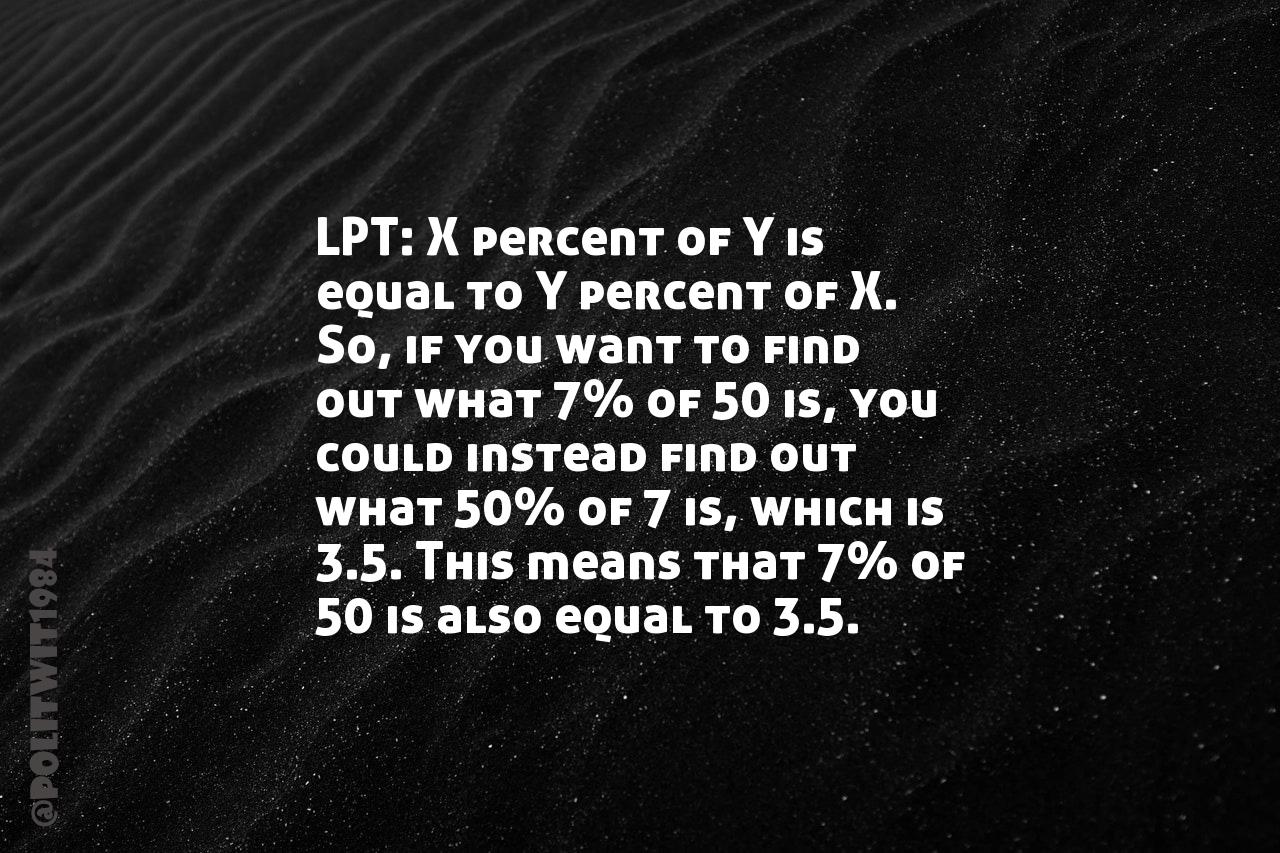 LPT: X percent of Y is
equal to Y percent of X.
So, if you want to find
out what 7% of 50 is, you
could instead find out
what 50% of 7 is, which is
3.5. This means that 7% of
50 is also equal to 3.5.
@politwit1984